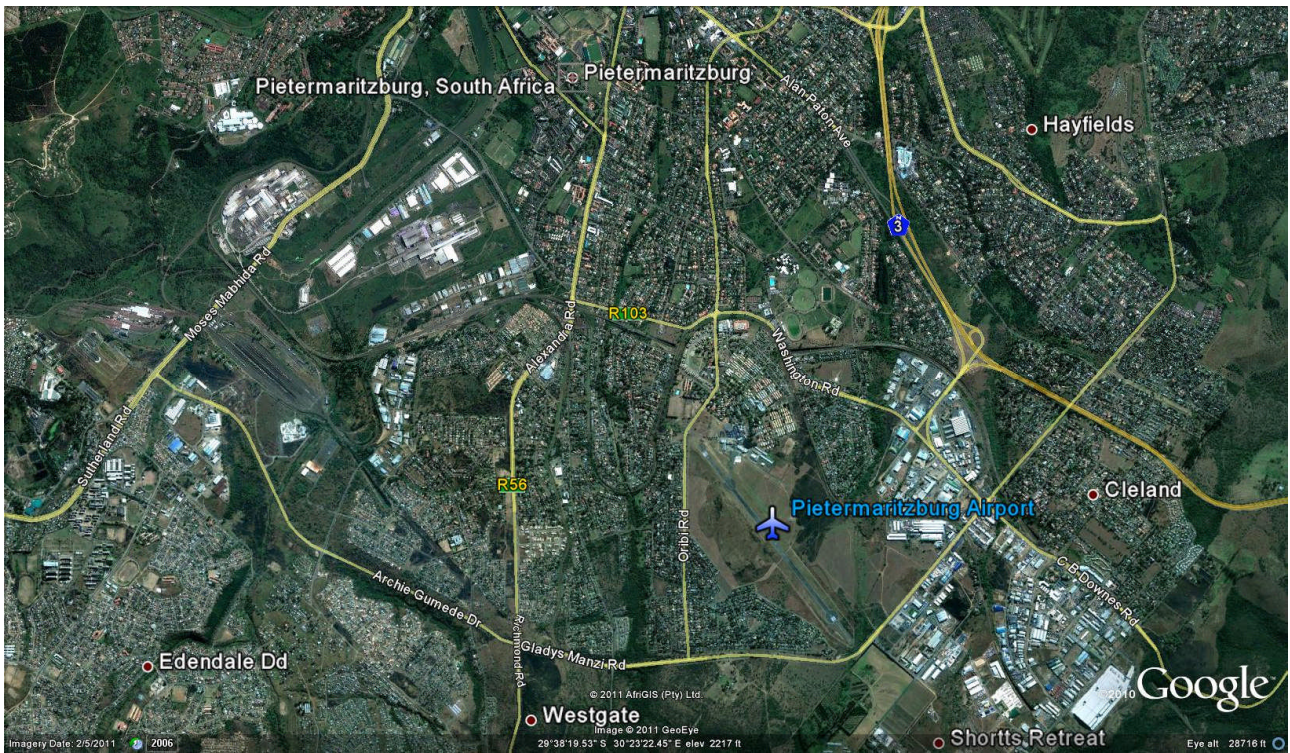 Pietermaritzburg, South Africa
Pietermaritzburg
Alan Paton Ave
Hayfields
3
Moses Mabhida Rd
R103
Alexandra Rd
Washington Rd
Sutherland Rd
R56
Cleland
Pietermaritzburg Airport
Oribi Rd
C B Downes Rd
Archie Gumede Dr
Richmond Rd
Gladys Manzi Rd
Edendale Dd
© 2011 AfriGIS (Pty) Ltd.
©2010 Google
Westgate
Image © 2011 GeoEye
Shortts Retreat
Imagery Date: 2/5/2011 2006
29°38'19.53" S 30°23'22.45" E elev 2217 ft
Eye alt 28716 ft